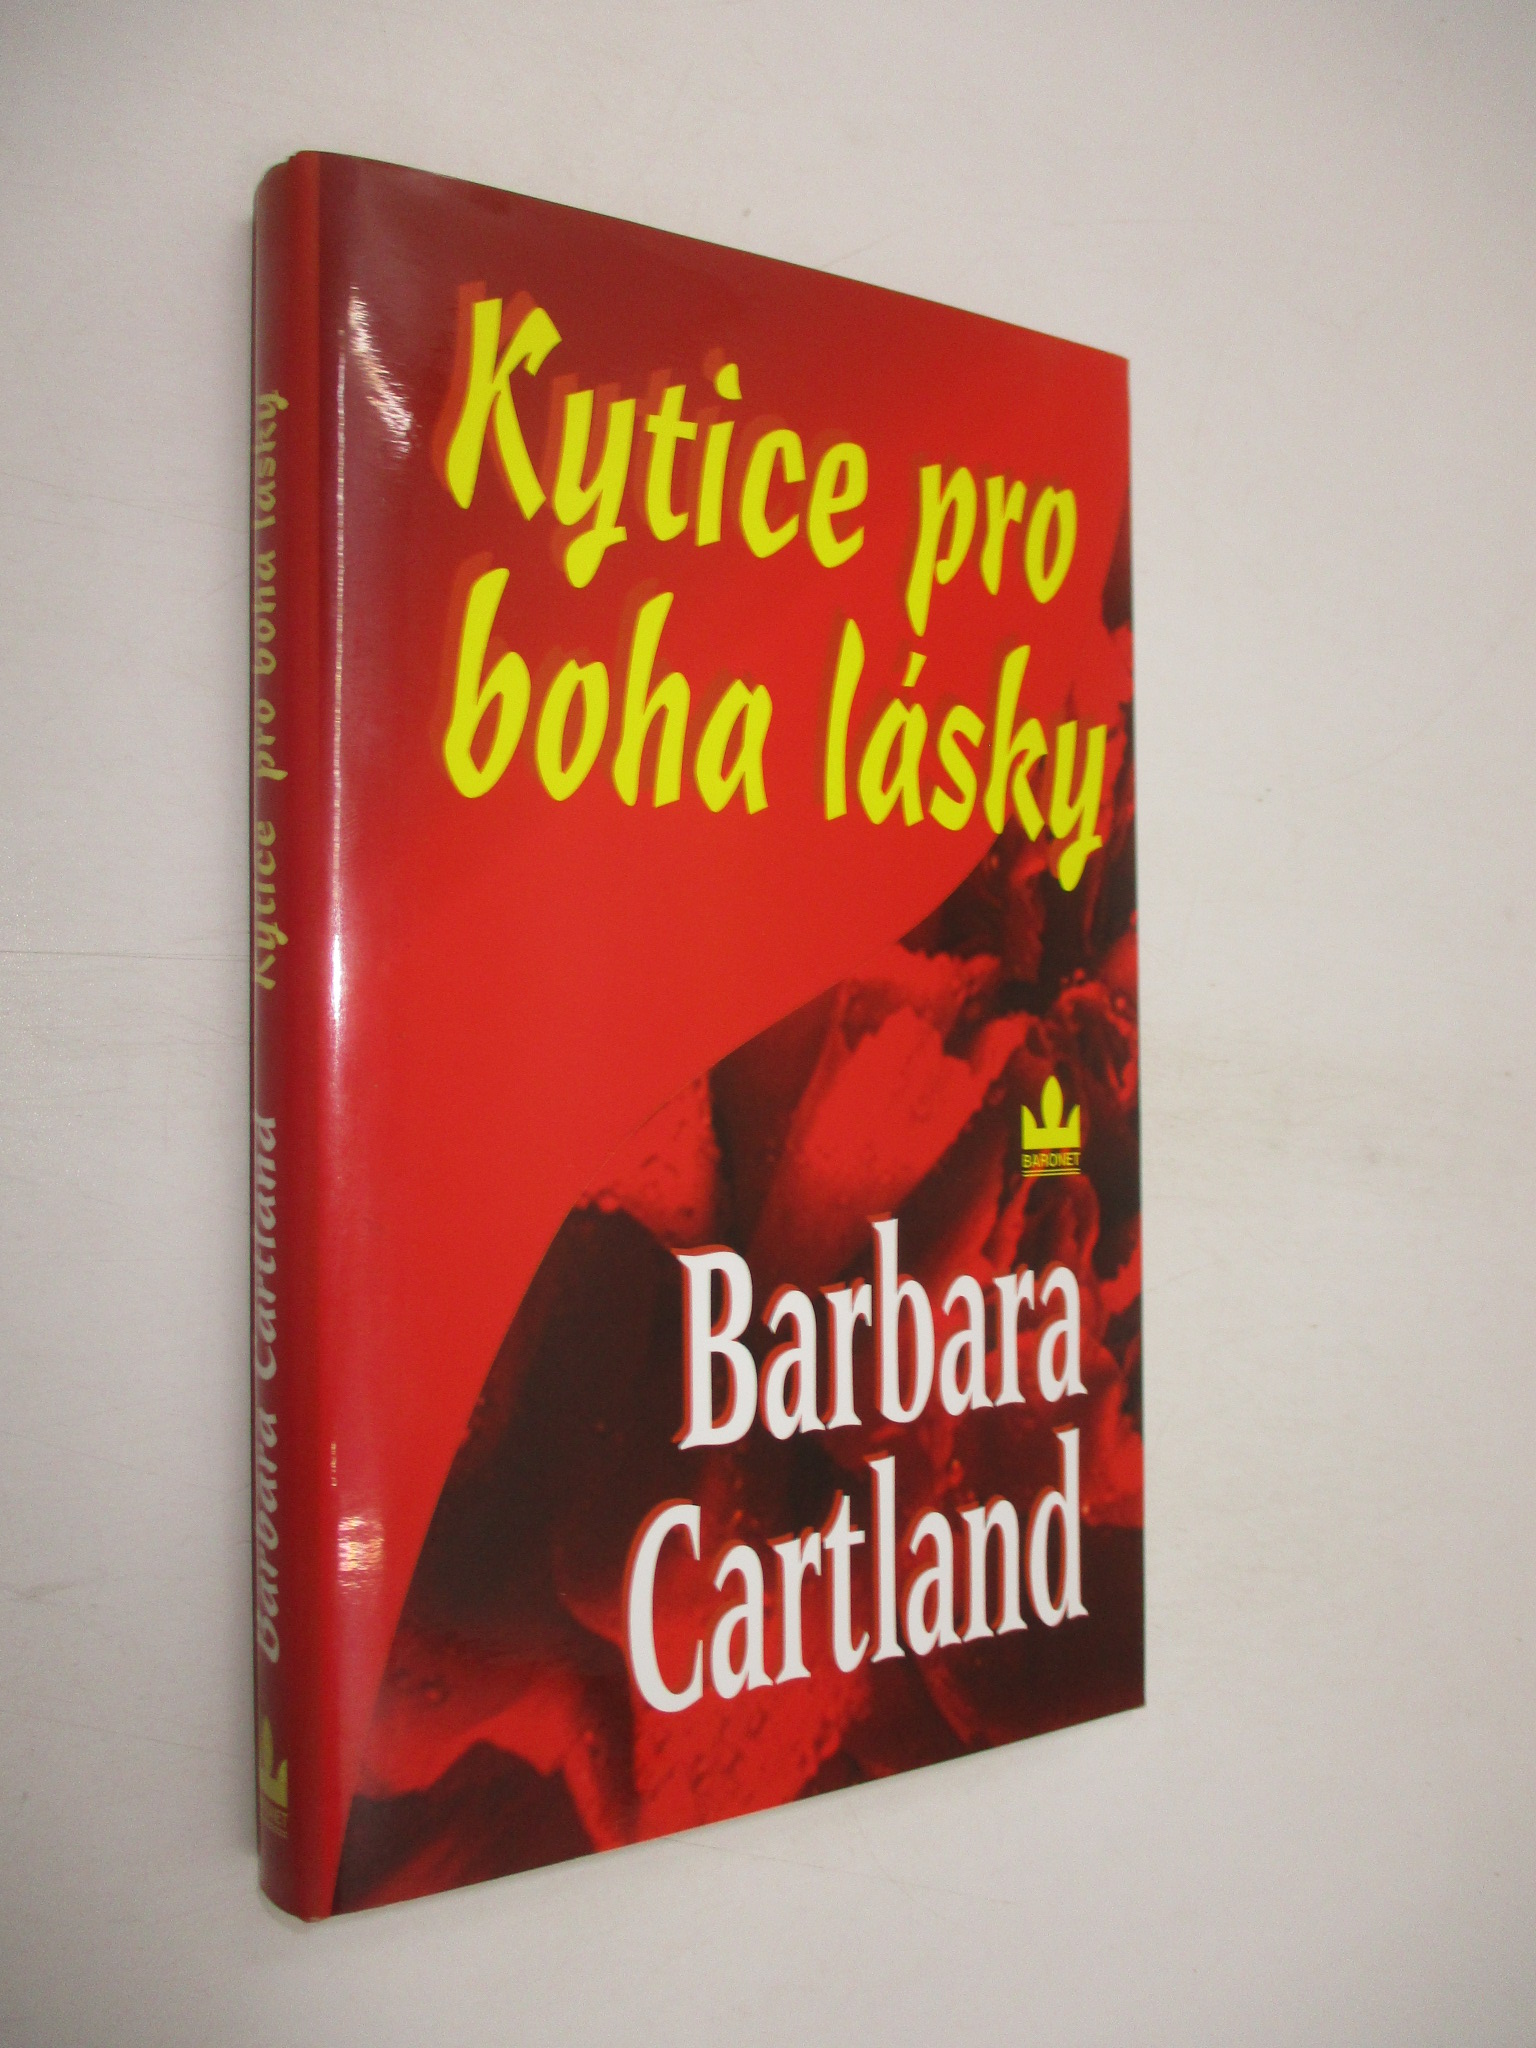 Kytice pro
boha lásky
BARONET
Barbara
Cartland
Barbara Cartland Kytice pro boha lásky